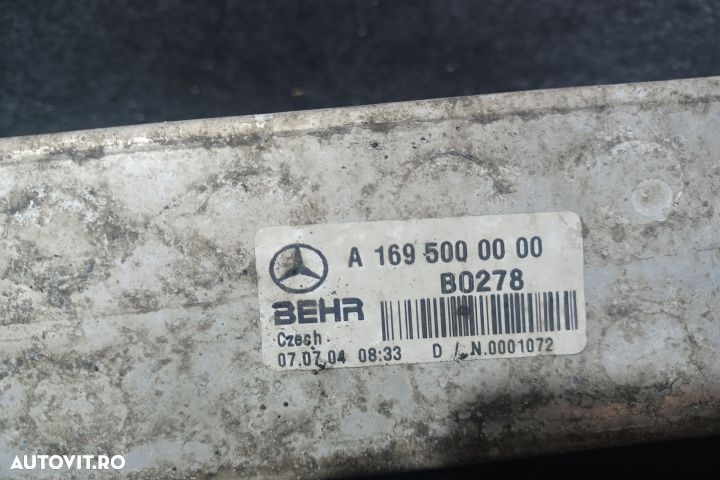 A 169 500 00 00
B0278
BEHR
Czech
07.07.04 08:33 D / N.0001072
AUTOVIT.RO